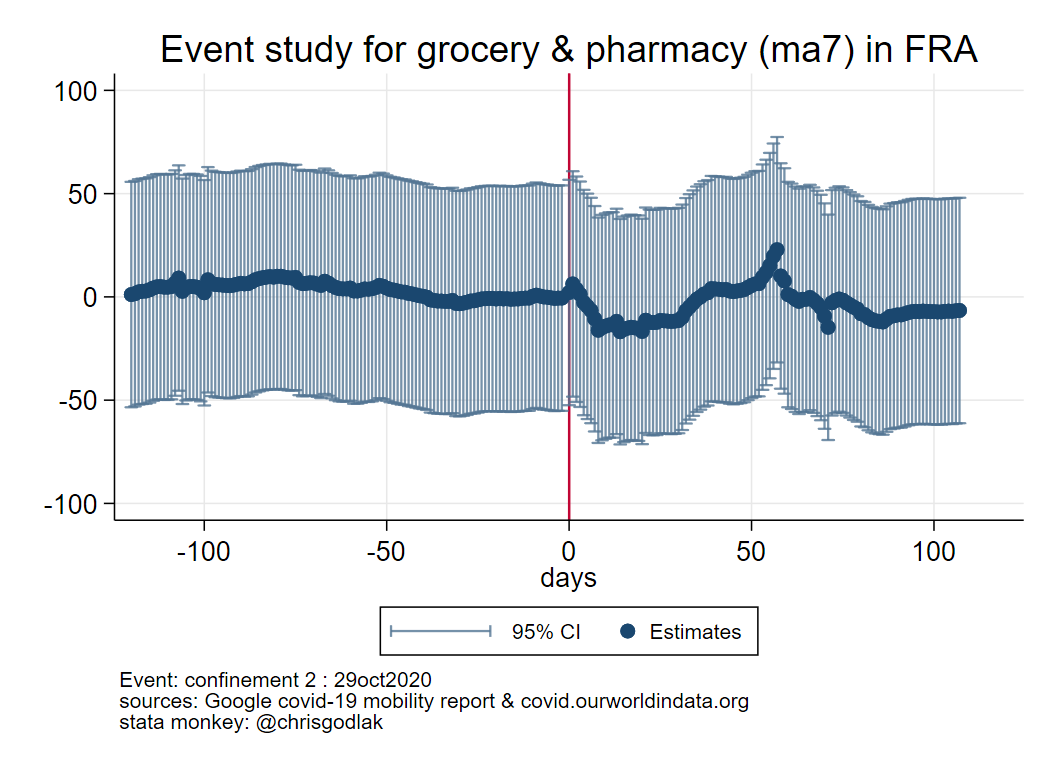 Event study for grocery & pharmacy (ma7) in FRA
100
50
0
-50
-100
-100 -50 0 50 100
days
95% CI Estimates
Event: confinement 2 : 29oct2020
sources: Google covid-19 mobility report & covid.ourworldindata.org
stata monkey: @chrisgodlak